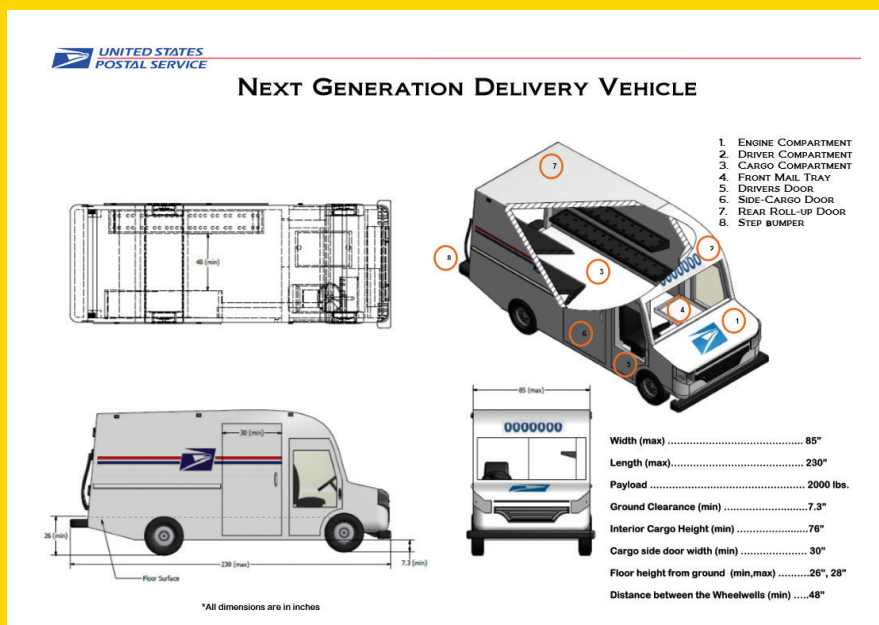 UNITED STATES
POSTAL SERVICE
NEXT GENERATION DELIVERY VEHICLE
1. ENGINE COMPARTMENT
2. DRIVER COMPARTMENT
3. CARGO COMPARTMENT
4. FRONT MAIL TRAY
5. DRIVERS DOOR
6. SIDE-CARGO DOOR
7. REAR ROLL-UP DOOR
8. STEP BUMPER
48 (min)
7
2
8
3
0000000
4
1
6
5
85 (max)
0000000
30 (min)
26 (min)
230 (max)
7.3 (min)
Floor Surface
*All dimensions are in inches
Width (max) ............................................ 85”
Length (max)............................................ 230”
Payload .................................................. 2000 lbs.
Ground Clearance (min) ...........................7.3”
Interior Cargo Height (min) .......................76”
Cargo side door width (min) ..................... 30”
Floor height from ground (min,max) ..........26”, 28”
Distance between the Wheelwells (min) .....48”